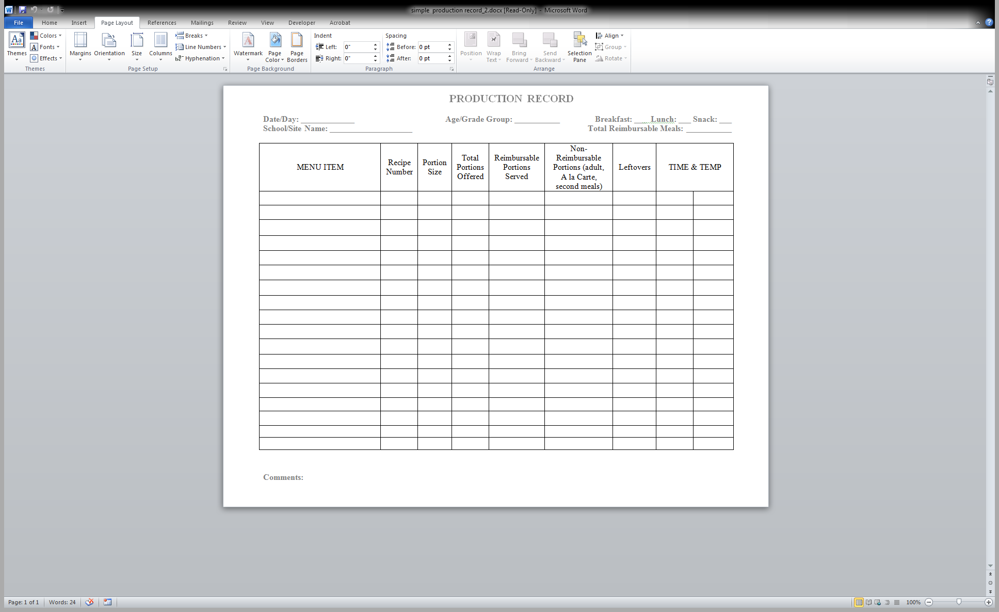 simple  production record_2.docx [Read-Only]  -  Microsoft Word
File Home Insert Page Layout References Mailings Review View Developer Acrobat
Aa Themes
Colors
Fonts
Effects
Themes
Margins Orientation Size Columns
Breaks
Line Numbers
Hyphenation
Page Setup
Watermark Page Color Page Borders
Page Background
Indent
Left: 0"
Right: 0"
Spacing
Before: 0 pt
After: 0 pt
Paragraph
Position Wrap Text Bring Forward Send Backward Selection Pane
Align
Group
Rotate
Arrange
PRODUCTION RECORD
Date/Day: _____________ Age/Grade Group: ___________ Breakfast: ___ Lunch: ___ Snack: ___
School/Site Name: ____________________ Total Reimbursable Meals: ___________
MENU ITEM
Recipe
Number
Portion
Size
Total
Portions
Offered
Reimbursable
Portions
Served
Non-
Reimbursable
Portions (adult,
A la Carte,
second meals)
Leftovers
TIME & TEMP
Comments:
Page: 1 of 1 Words: 24 100%